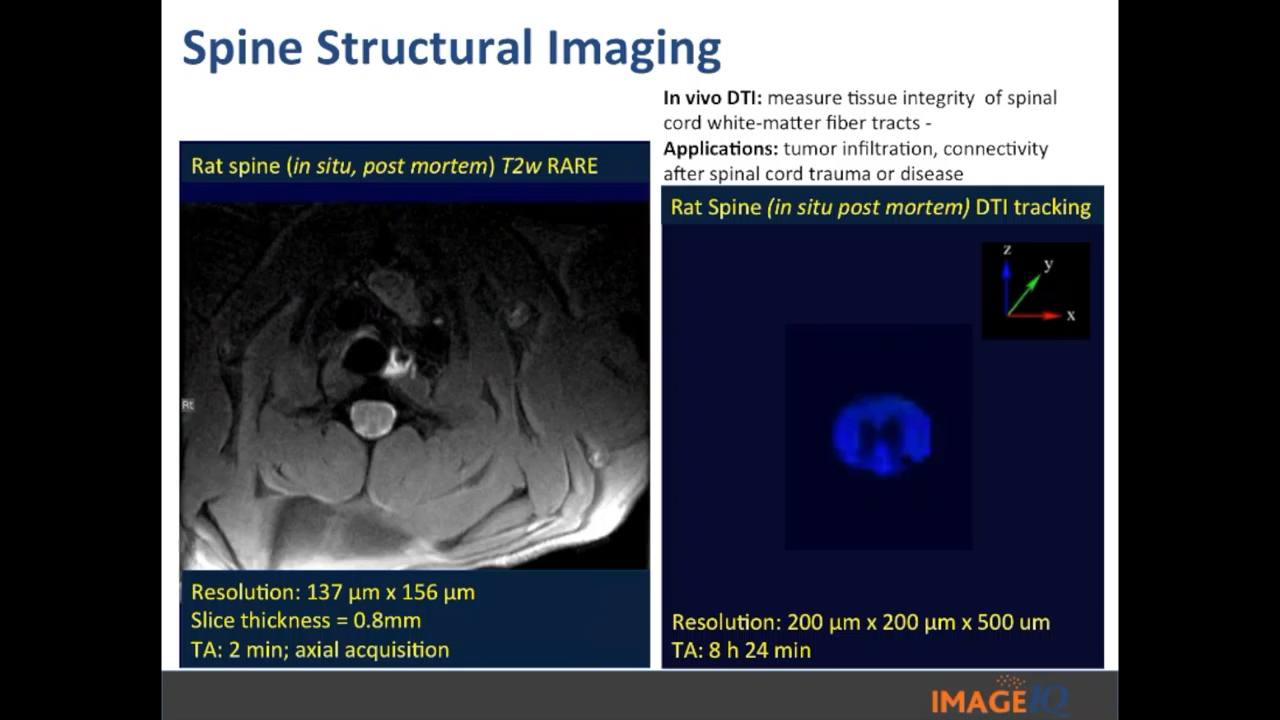 Spine Structural Imaging
In vivo DTI: measure tissue integrity of spinal
cord white-matter fiber tracts -
Applications: tumor infiltration, connectivity
after spinal cord trauma or disease
Rat spine (in situ, post mortem) T2w RARE
Rt
Resolution: 137 µm x 156 µm
Slice thickness = 0.8mm
TA: 2 min; axial acquisition
Rat Spine (in situ post mortem) DTI tracking
z
y
x
Resolution: 200 µm x 200 µm x 500 um
TA: 8 h 24 min
IMAGEIQ